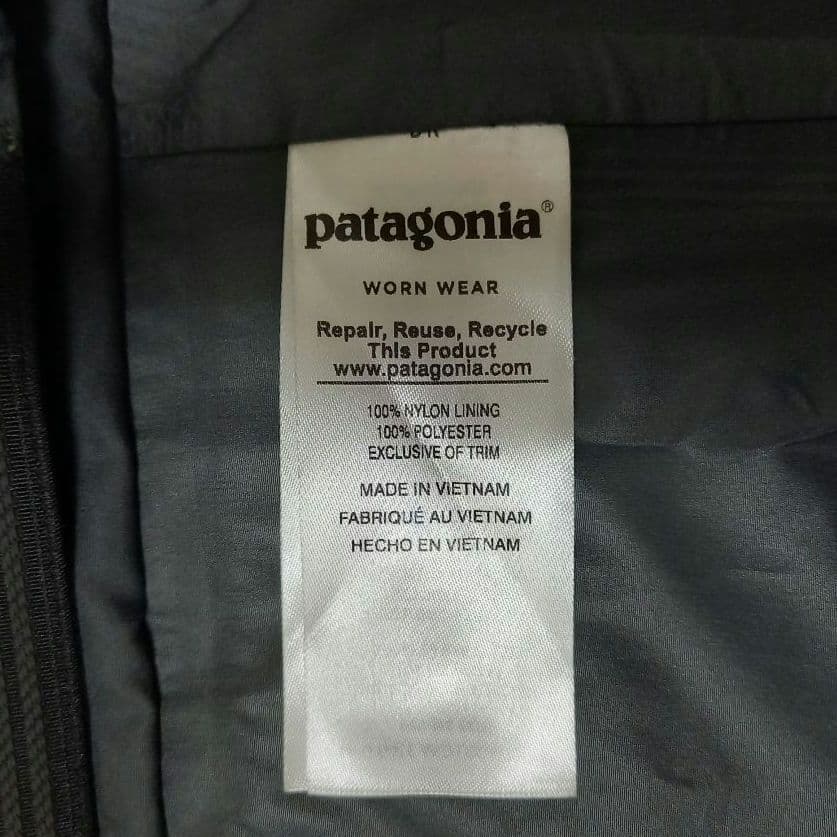 patagonia®
WORN WEAR
Repair, Reuse, Recycle
This Product
www.patagonia.com
100% NYLON LINING
100% POLYESTER
EXCLUSIVE OF TRIM
MADE IN VIETNAM
FABRIQUÉ AU VIETNAM
HECHO EN VIETNAM